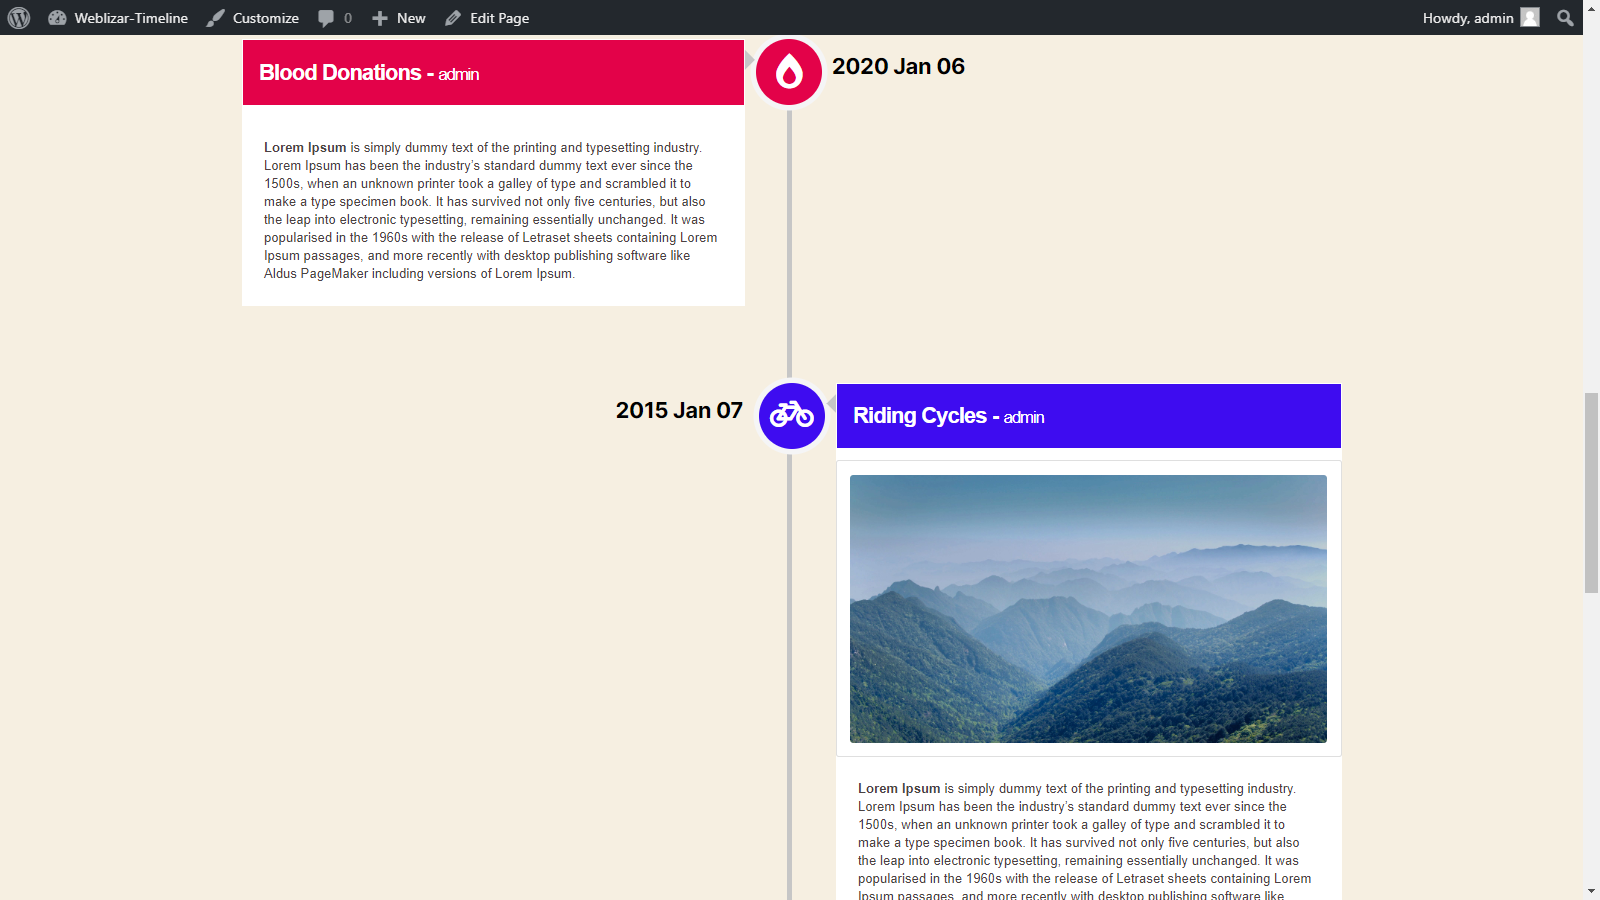 Weblizar-Timeline Customize 0 New Edit Page Howdy, admin
Blood Donations - admin
2020 Jan 06
Lorem Ipsum is simply dummy text of the printing and typesetting industry.
Lorem Ipsum has been the industry’s standard dummy text ever since the
1500s, when an unknown printer took a galley of type and scrambled it to
make a type specimen book. It has survived not only five centuries, but also
the leap into electronic typesetting, remaining essentially unchanged. It was
popularised in the 1960s with the release of Letraset sheets containing Lorem
Ipsum passages, and more recently with desktop publishing software like
Aldus PageMaker including versions of Lorem Ipsum.
2015 Jan 07
Riding Cycles - admin
Lorem Ipsum is simply dummy text of the printing and typesetting industry.
Lorem Ipsum has been the industry’s standard dummy text ever since the
1500s, when an unknown printer took a galley of type and scrambled it to
make a type specimen book. It has survived not only five centuries, but also
the leap into electronic typesetting, remaining essentially unchanged. It was
popularised in the 1960s with the release of Letraset sheets containing Lorem
Ipsum passages, and more recently with desktop publishing software like